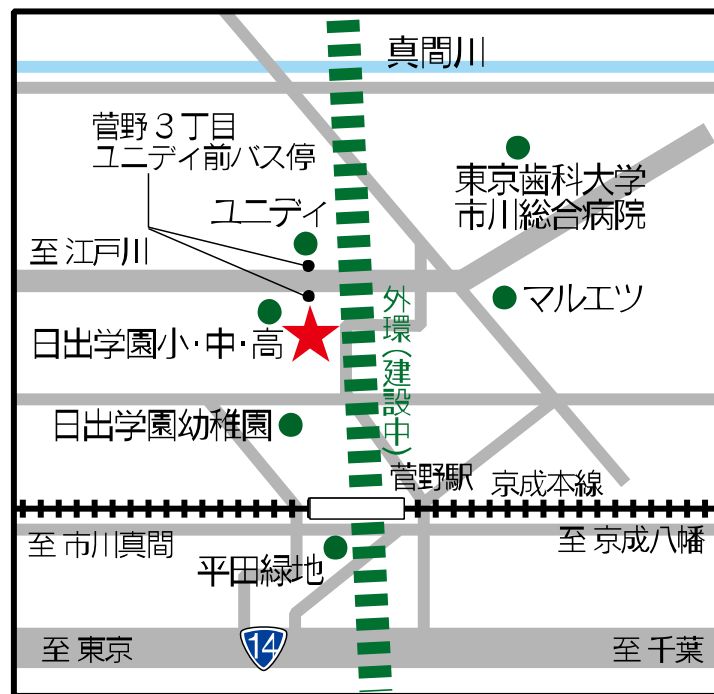 真間川
菅野3丁目
ユニディ前バス停
東京歯科大学
市川総合病院
ユニディ
至 江戸川
マルエツ
外環(建設中)
日出学園小・中・高
日出学園幼稚園
菅野駅
京成本線
至 市川真間
至 京成八幡
平田緑地
至 東京
14
至 千葉